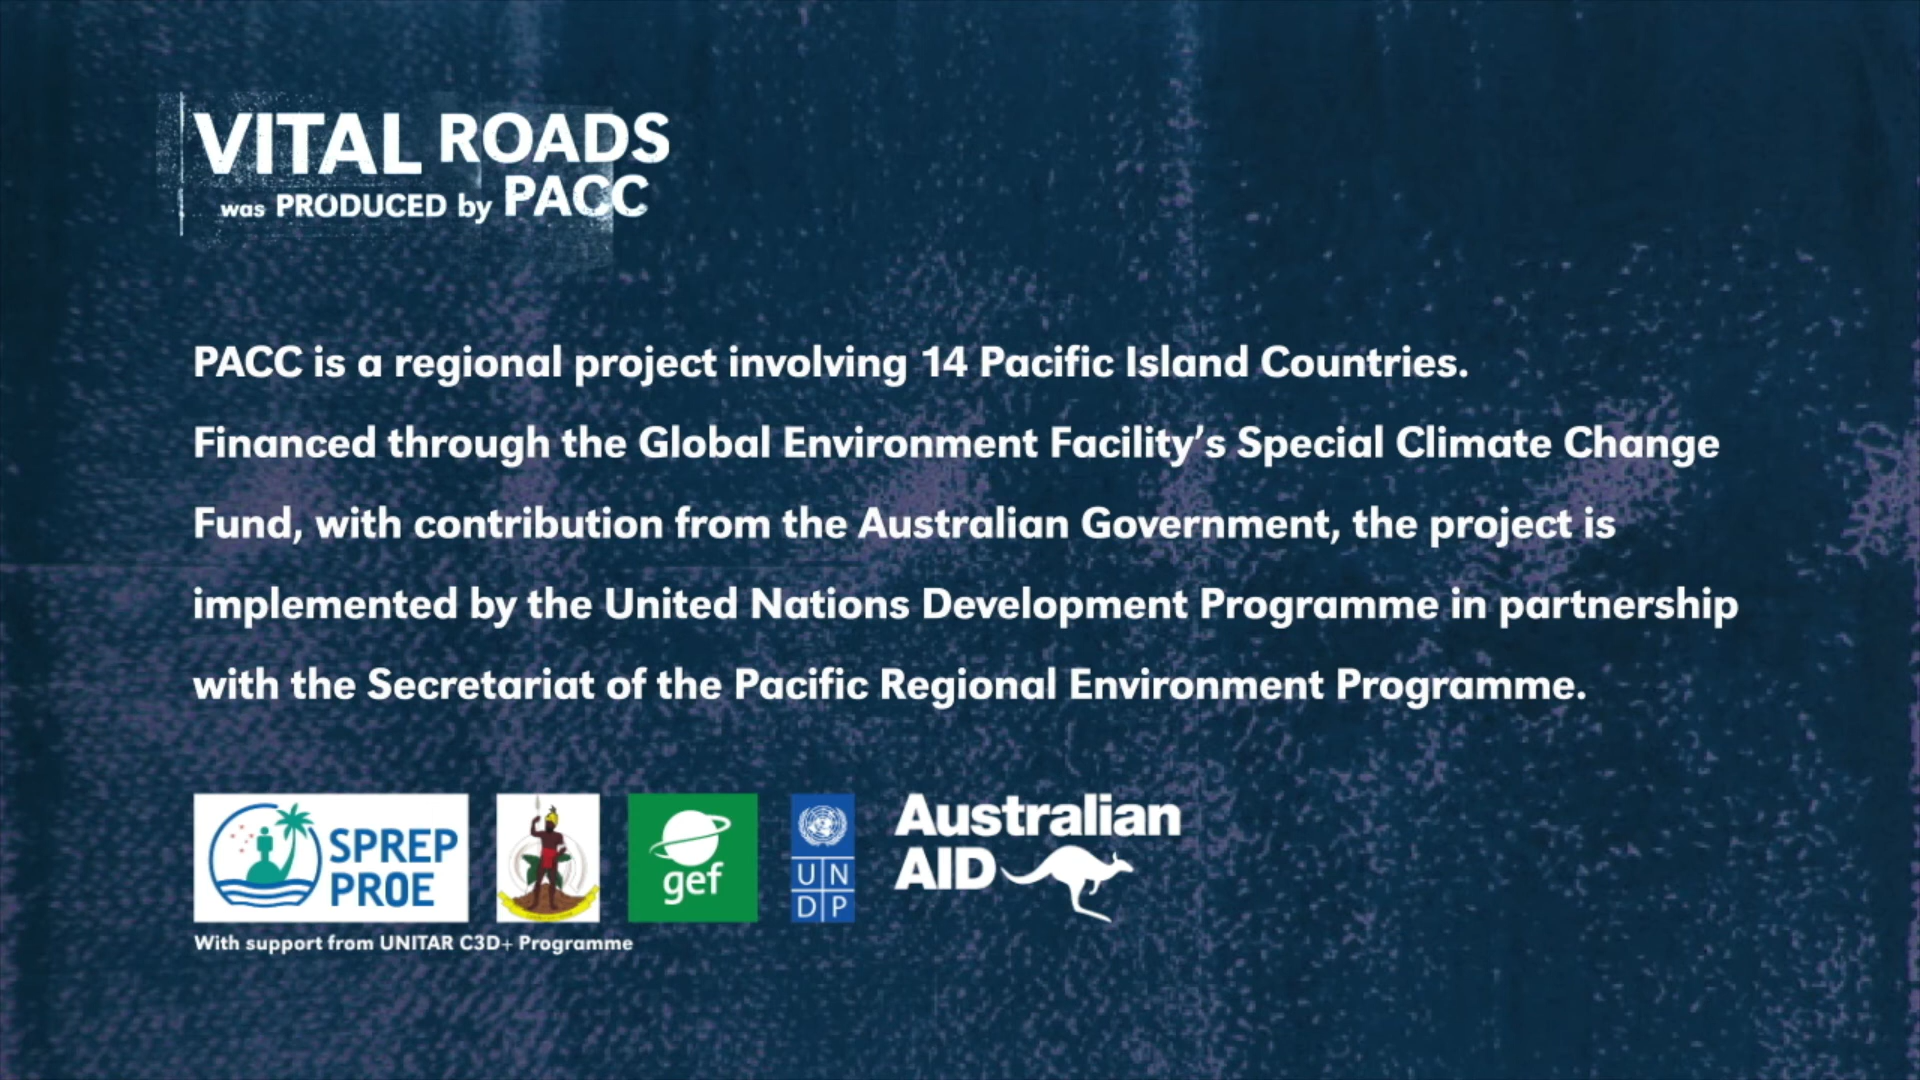 VITAL ROADS
was PRODUCED by PACC
PACC is a regional project involving 14 Pacific Island Countries.
Financed through the Global Environment Facility’s Special Climate Change
Fund, with contribution from the Australian Government, the project is
implemented by the United Nations Development Programme in partnership
with the Secretariat of the Pacific Regional Environment Programme.
SPREP
PROE
gef
U N
D P
Australian
AID
With support from UNITAR C3D+ Programme